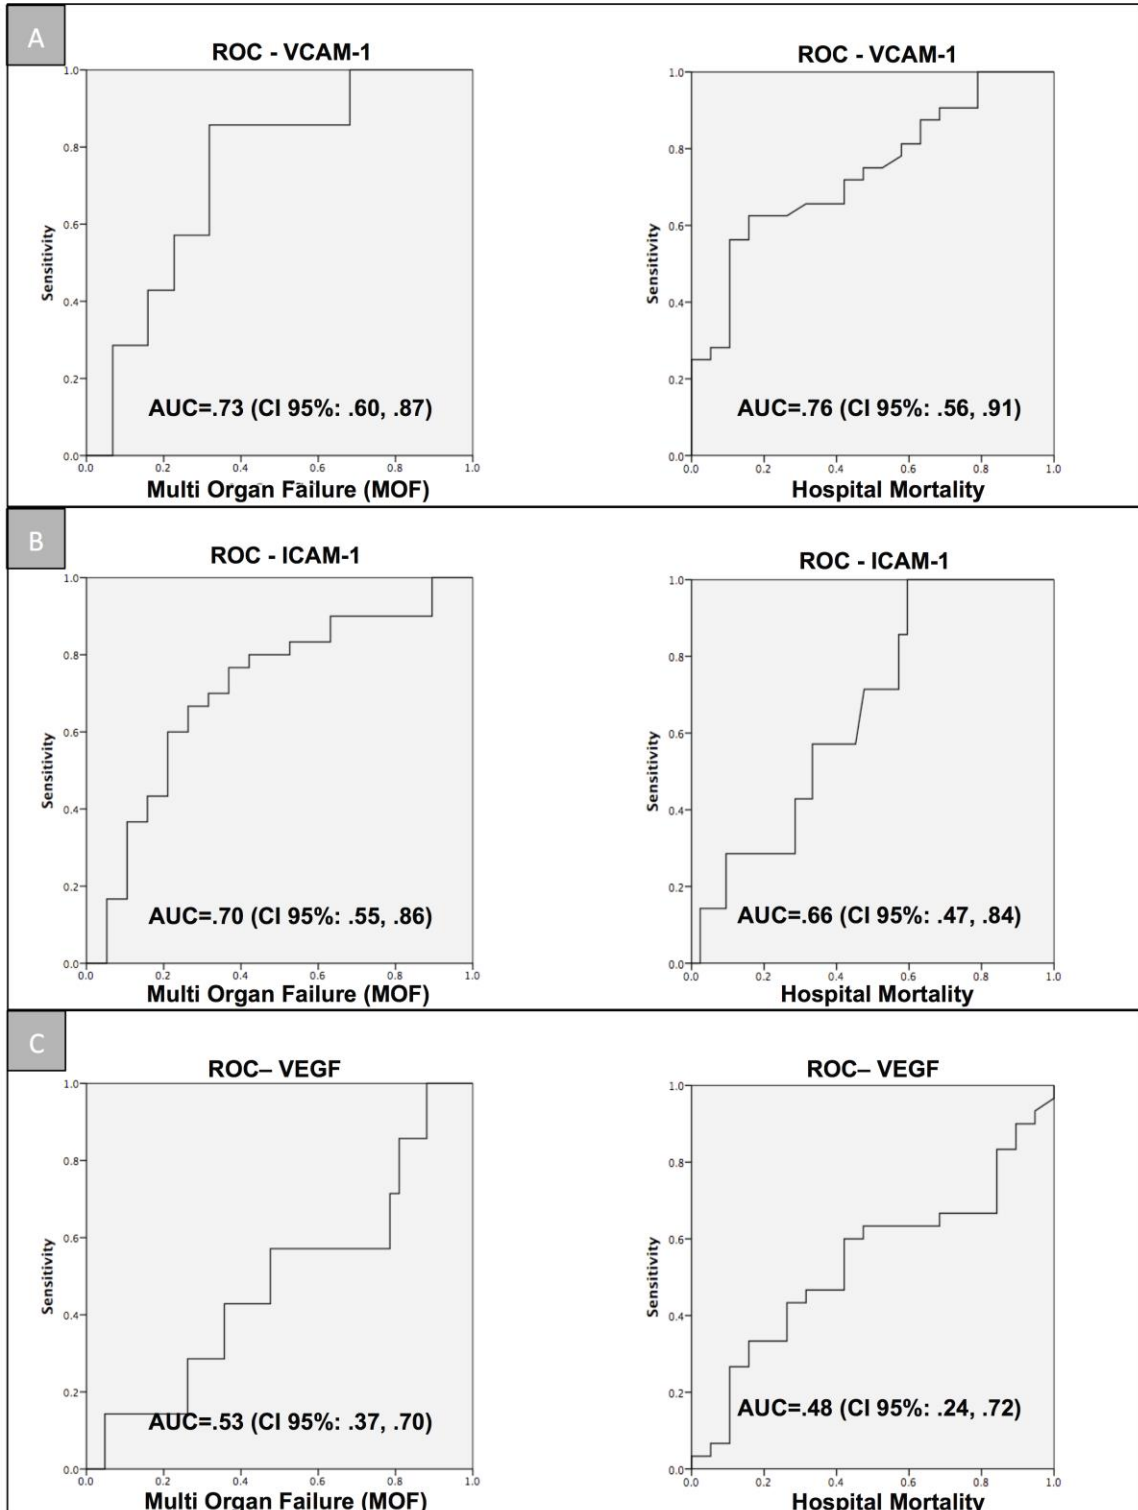 A
ROC - VCAM-1
1.0
0.8
0.6
0.4
0.2
0.0
Sensitivity
AUC=.73 (CI 95%: .60, .87)
0.0 0.2 0.4 0.6 0.8 1.0
Multi Organ Failure (MOF)
ROC - VCAM-1
1.0
0.8
0.6
0.4
0.2
0.0
Sensitivity
AUC=.76 (CI 95%: .56, .91)
0.0 0.2 0.4 0.6 0.8 1.0
Hospital Mortality
B
ROC - ICAM-1
1.0
0.8
0.6
0.4
0.2
0.0
Sensitivity
AUC=.70 (CI 95%: .55, .86)
0.0 0.2 0.4 0.6 0.8 1.0
Multi Organ Failure (MOF)
ROC - ICAM-1
1.0
0.8
0.6
0.4
0.2
0.0
Sensitivity
AUC=.66 (CI 95%: .47, .84)
0.0 0.2 0.4 0.6 0.8 1.0
Hospital Mortality
C
ROC– VEGF
1.0
0.8
0.6
0.4
0.2
0.0
Sensitivity
AUC=.53 (CI 95%: .37, .70)
0.0 0.2 0.4 0.6 0.8 1.0
Multi Organ Failure (MOF)
ROC– VEGF
1.0
0.8
0.6
0.4
0.2
0.0
Sensitivity
AUC=.48 (CI 95%: .24, .72)
0.0 0.2 0.4 0.6 0.8 1.0
Hospital Mortality